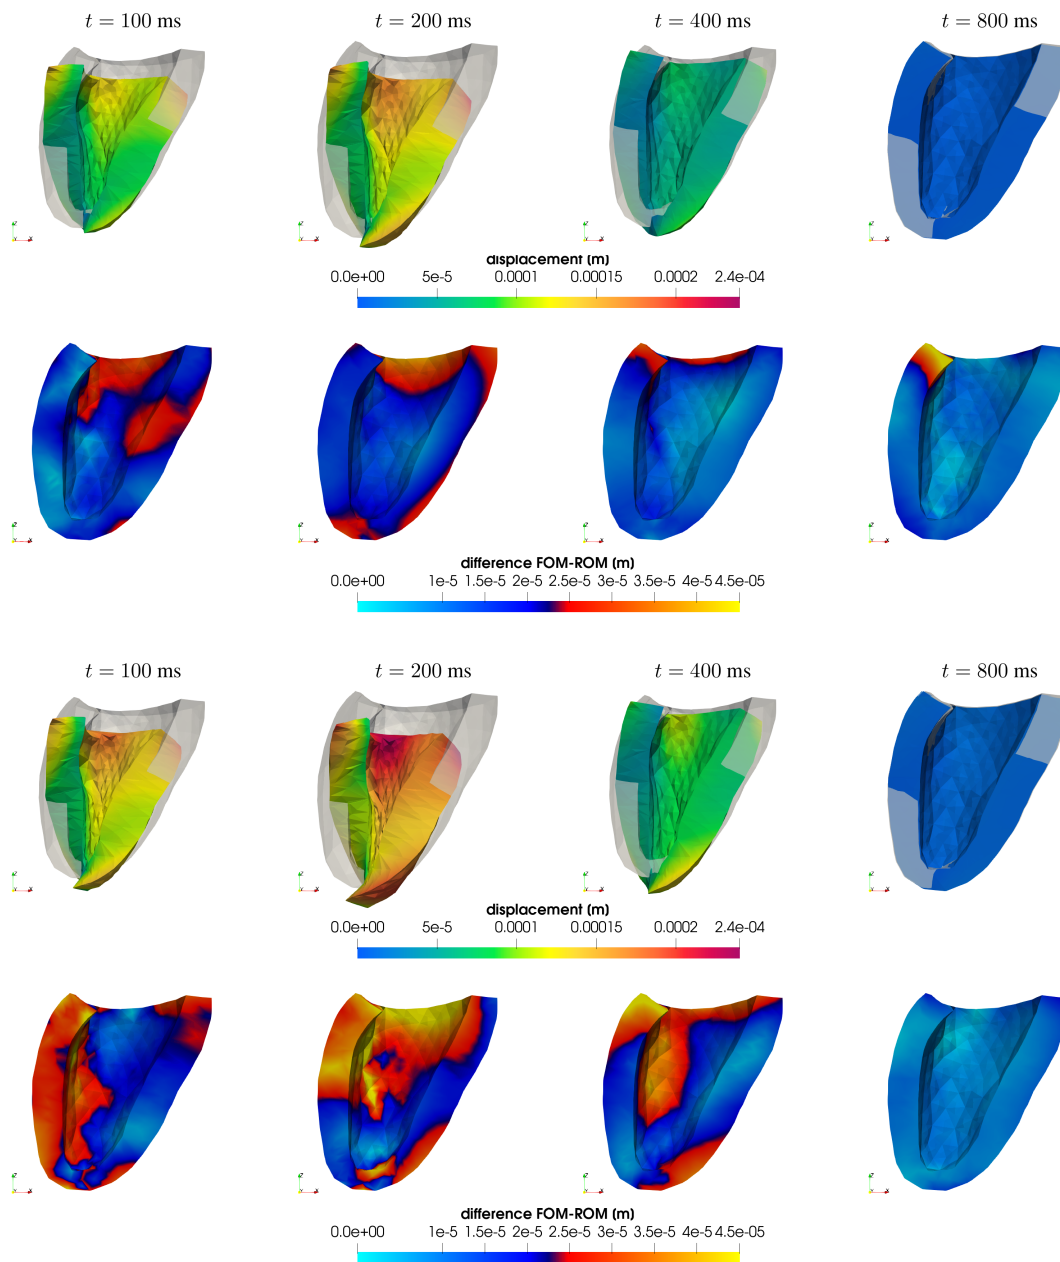 t = 100 ms t = 200 ms t = 400 ms t = 800 ms
displacement [m]
0.0e+00 5e-5 0.0001 0.00015 0.0002 2.4e-04
difference FOM-ROM [m]
0.0e+00 1e-5 1.5e-5 2e-5 2.5e-5 3e-5 3.5e-5 4e-5 4.5e-05
t = 100 ms t = 200 ms t = 400 ms t = 800 ms
displacement [m]
0.0e+00 5e-5 0.0001 0.00015 0.0002 2.4e-04
difference FOM-ROM [m]
0.0e+00 1e-5 1.5e-5 2e-5 2.5e-5 3e-5 3.5e-5 4e-5 4.5e-05